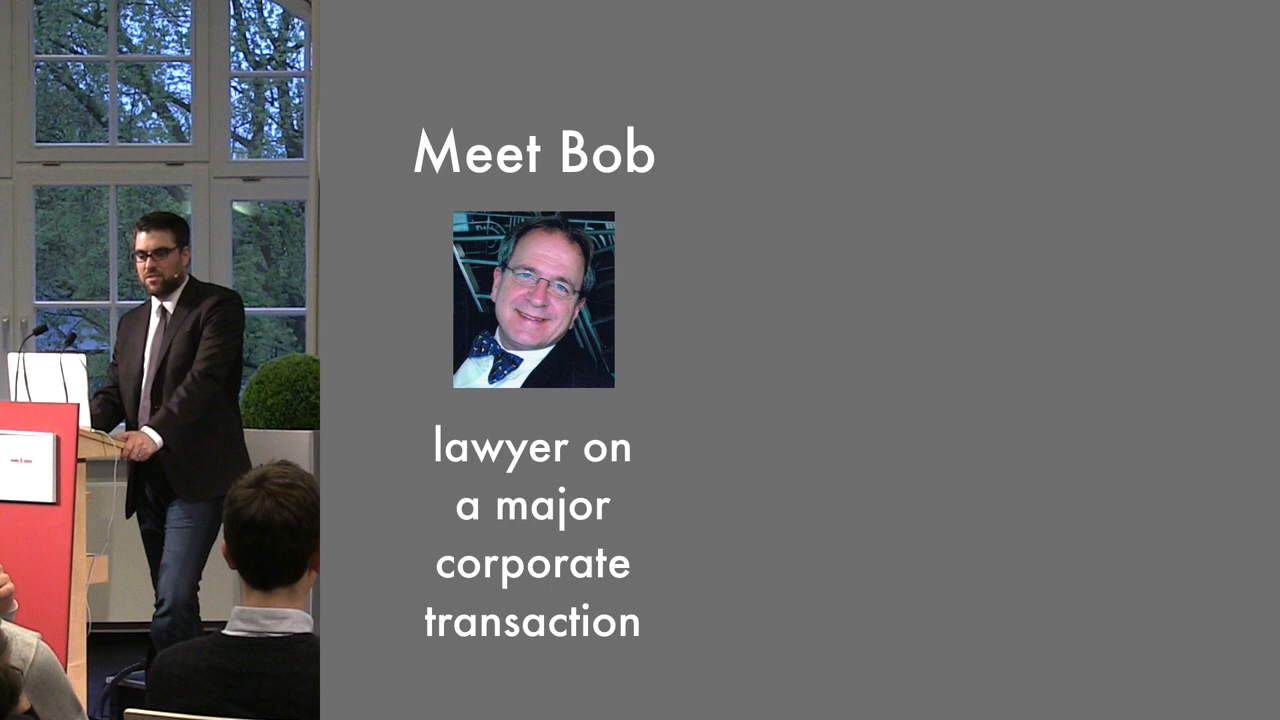 Meet Bob
lawyer on
a major
corporate
transaction